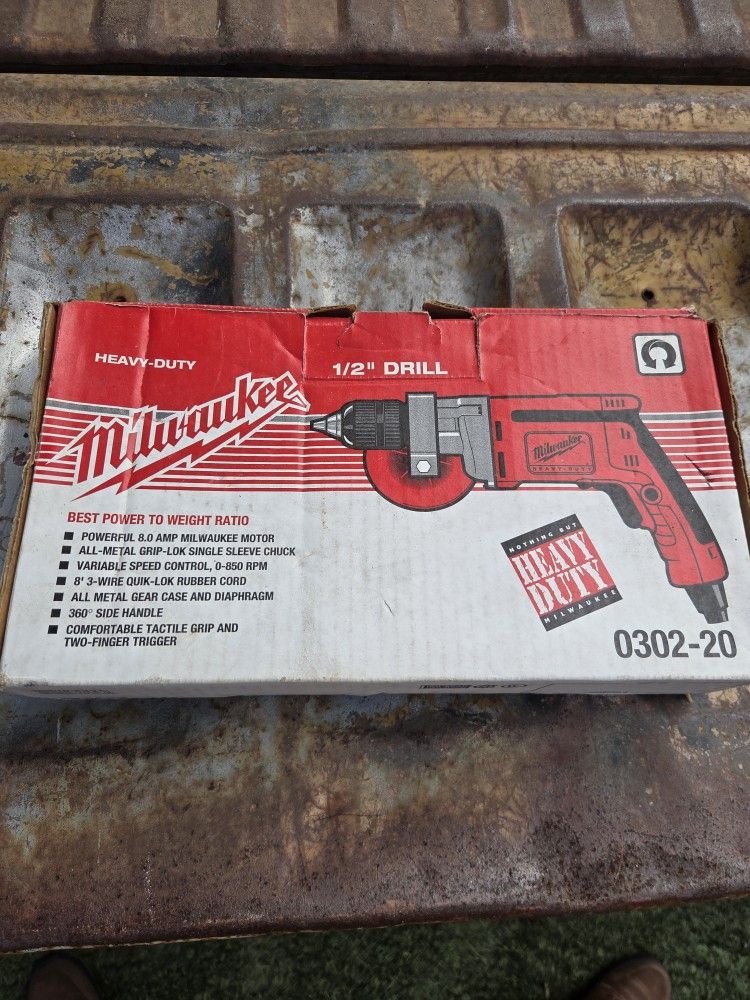 HEAVY-DUTY
1/2" DRILL
Milwaukee
Milwaukee
HEAVY-DUTY
BEST POWER TO WEIGHT RATIO
■ POWERFUL 8.0 AMP MILWAUKEE MOTOR
■ ALL-METAL GRIP-LOK SINGLE SLEEVE CHUCK
■ VARIABLE SPEED CONTROL, 0-850 RPM
■ 8' 3-WIRE QUIK-LOK RUBBER CORD
■ ALL METAL GEAR CASE AND DIAPHRAGM
■ 360° SIDE HANDLE
■ COMFORTABLE TACTILE GRIP AND
TWO-FINGER TRIGGER
NOTHING BUT
HEAVY
DUTY
MILWAUKEE
0302-20